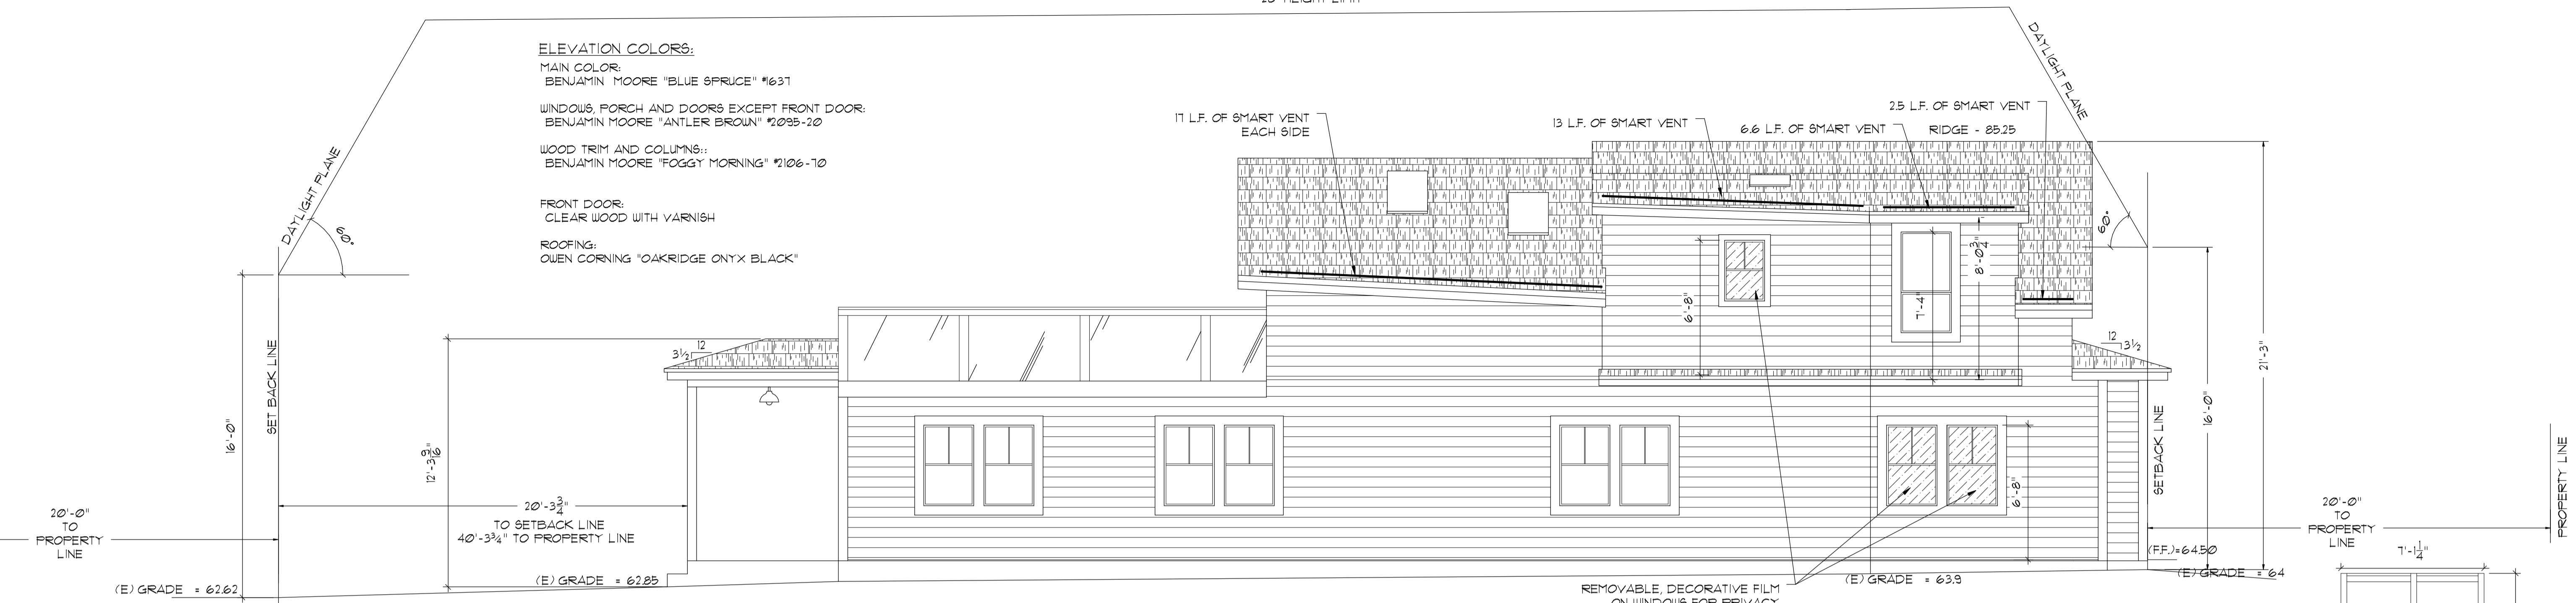 ELEVATION COLORS:
MAIN COLOR:
BENJAMIN MOORE "BLUE SPRUCE" #1637
WINDOWS, PORCH AND DOORS EXCEPT FRONT DOOR:
BENJAMIN MOORE "ANTLER BROWN" #2095-20
WOOD TRIM AND COLUMNS::
BENJAMIN MOORE "FOGGY MORNING" #2106-70
FRONT DOOR:
CLEAR WOOD WITH VARNISH
ROOFING:
OWEN CORNING "OAKRIDGE ONYX BLACK"
DAYLIGHT PLANE
60°
SET BACK LINE
16'-0"
12'-3 9/16"
20'-0"
TO
PROPERTY
LINE
20'-3 3/4"
TO SETBACK LINE
40'-3¾" TO PROPERTY LINE
(E) GRADE = 62.62
(E) GRADE = 62.85
12
3½
17 L.F. OF SMART VENT
EACH SIDE
13 L.F. OF SMART VENT
6.6 L.F. OF SMART VENT
2.5 L.F. OF SMART VENT
RIDGE - 85.25
DAYLIGHT PLANE
60°
6'-8"
7'-4"
8'-0 3/4"
12
3½
6'-8"
REMOVABLE, DECORATIVE FILM
ON WINDOWS FOR PRIVACY
(E) GRADE = 63.9
SETBACK LINE
16'-0"
21'-3"
(F.F.)=64.50
(E) GRADE = 64
20'-0"
TO
PROPERTY
LINE
7'-1 1/4"
PROPERTY LINE